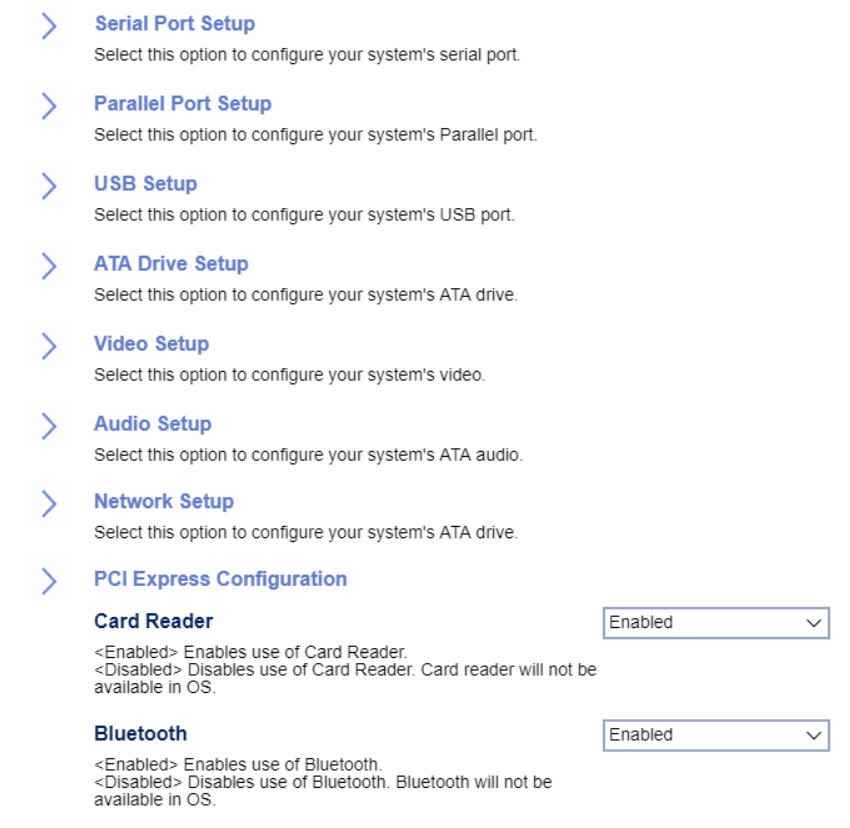 Serial Port Setup
Select this option to configure your system's serial port.
Parallel Port Setup
Select this option to configure your system's Parallel port.
USB Setup
Select this option to configure your system's USB port.
ATA Drive Setup
Select this option to configure your system's ATA drive.
Video Setup
Select this option to configure your system's video.
Audio Setup
Select this option to configure your system's ATA audio.
Network Setup
Select this option to configure your system's ATA drive.
PCI Express Configuration
Card Reader
Enabled
<Enabled> Enables use of Card Reader.
<Disabled> Disables use of Card Reader. Card reader will not be
available in OS.
Bluetooth
Enabled
<Enabled> Enables use of Bluetooth.
<Disabled> Disables use of Bluetooth. Bluetooth will not be
available in OS.